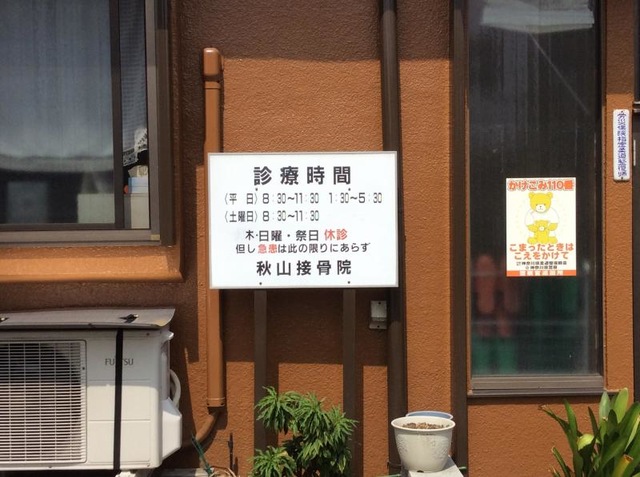 診療時間
(平 日) 8:30~11:30 1:30~5:30
(土曜日) 8:30~11:30
木・日曜・祭日 休診
但し急患は此の限りにあらず
秋山接骨院
かけこみ110番
こまったときは
こえをかけて
FUJITSU